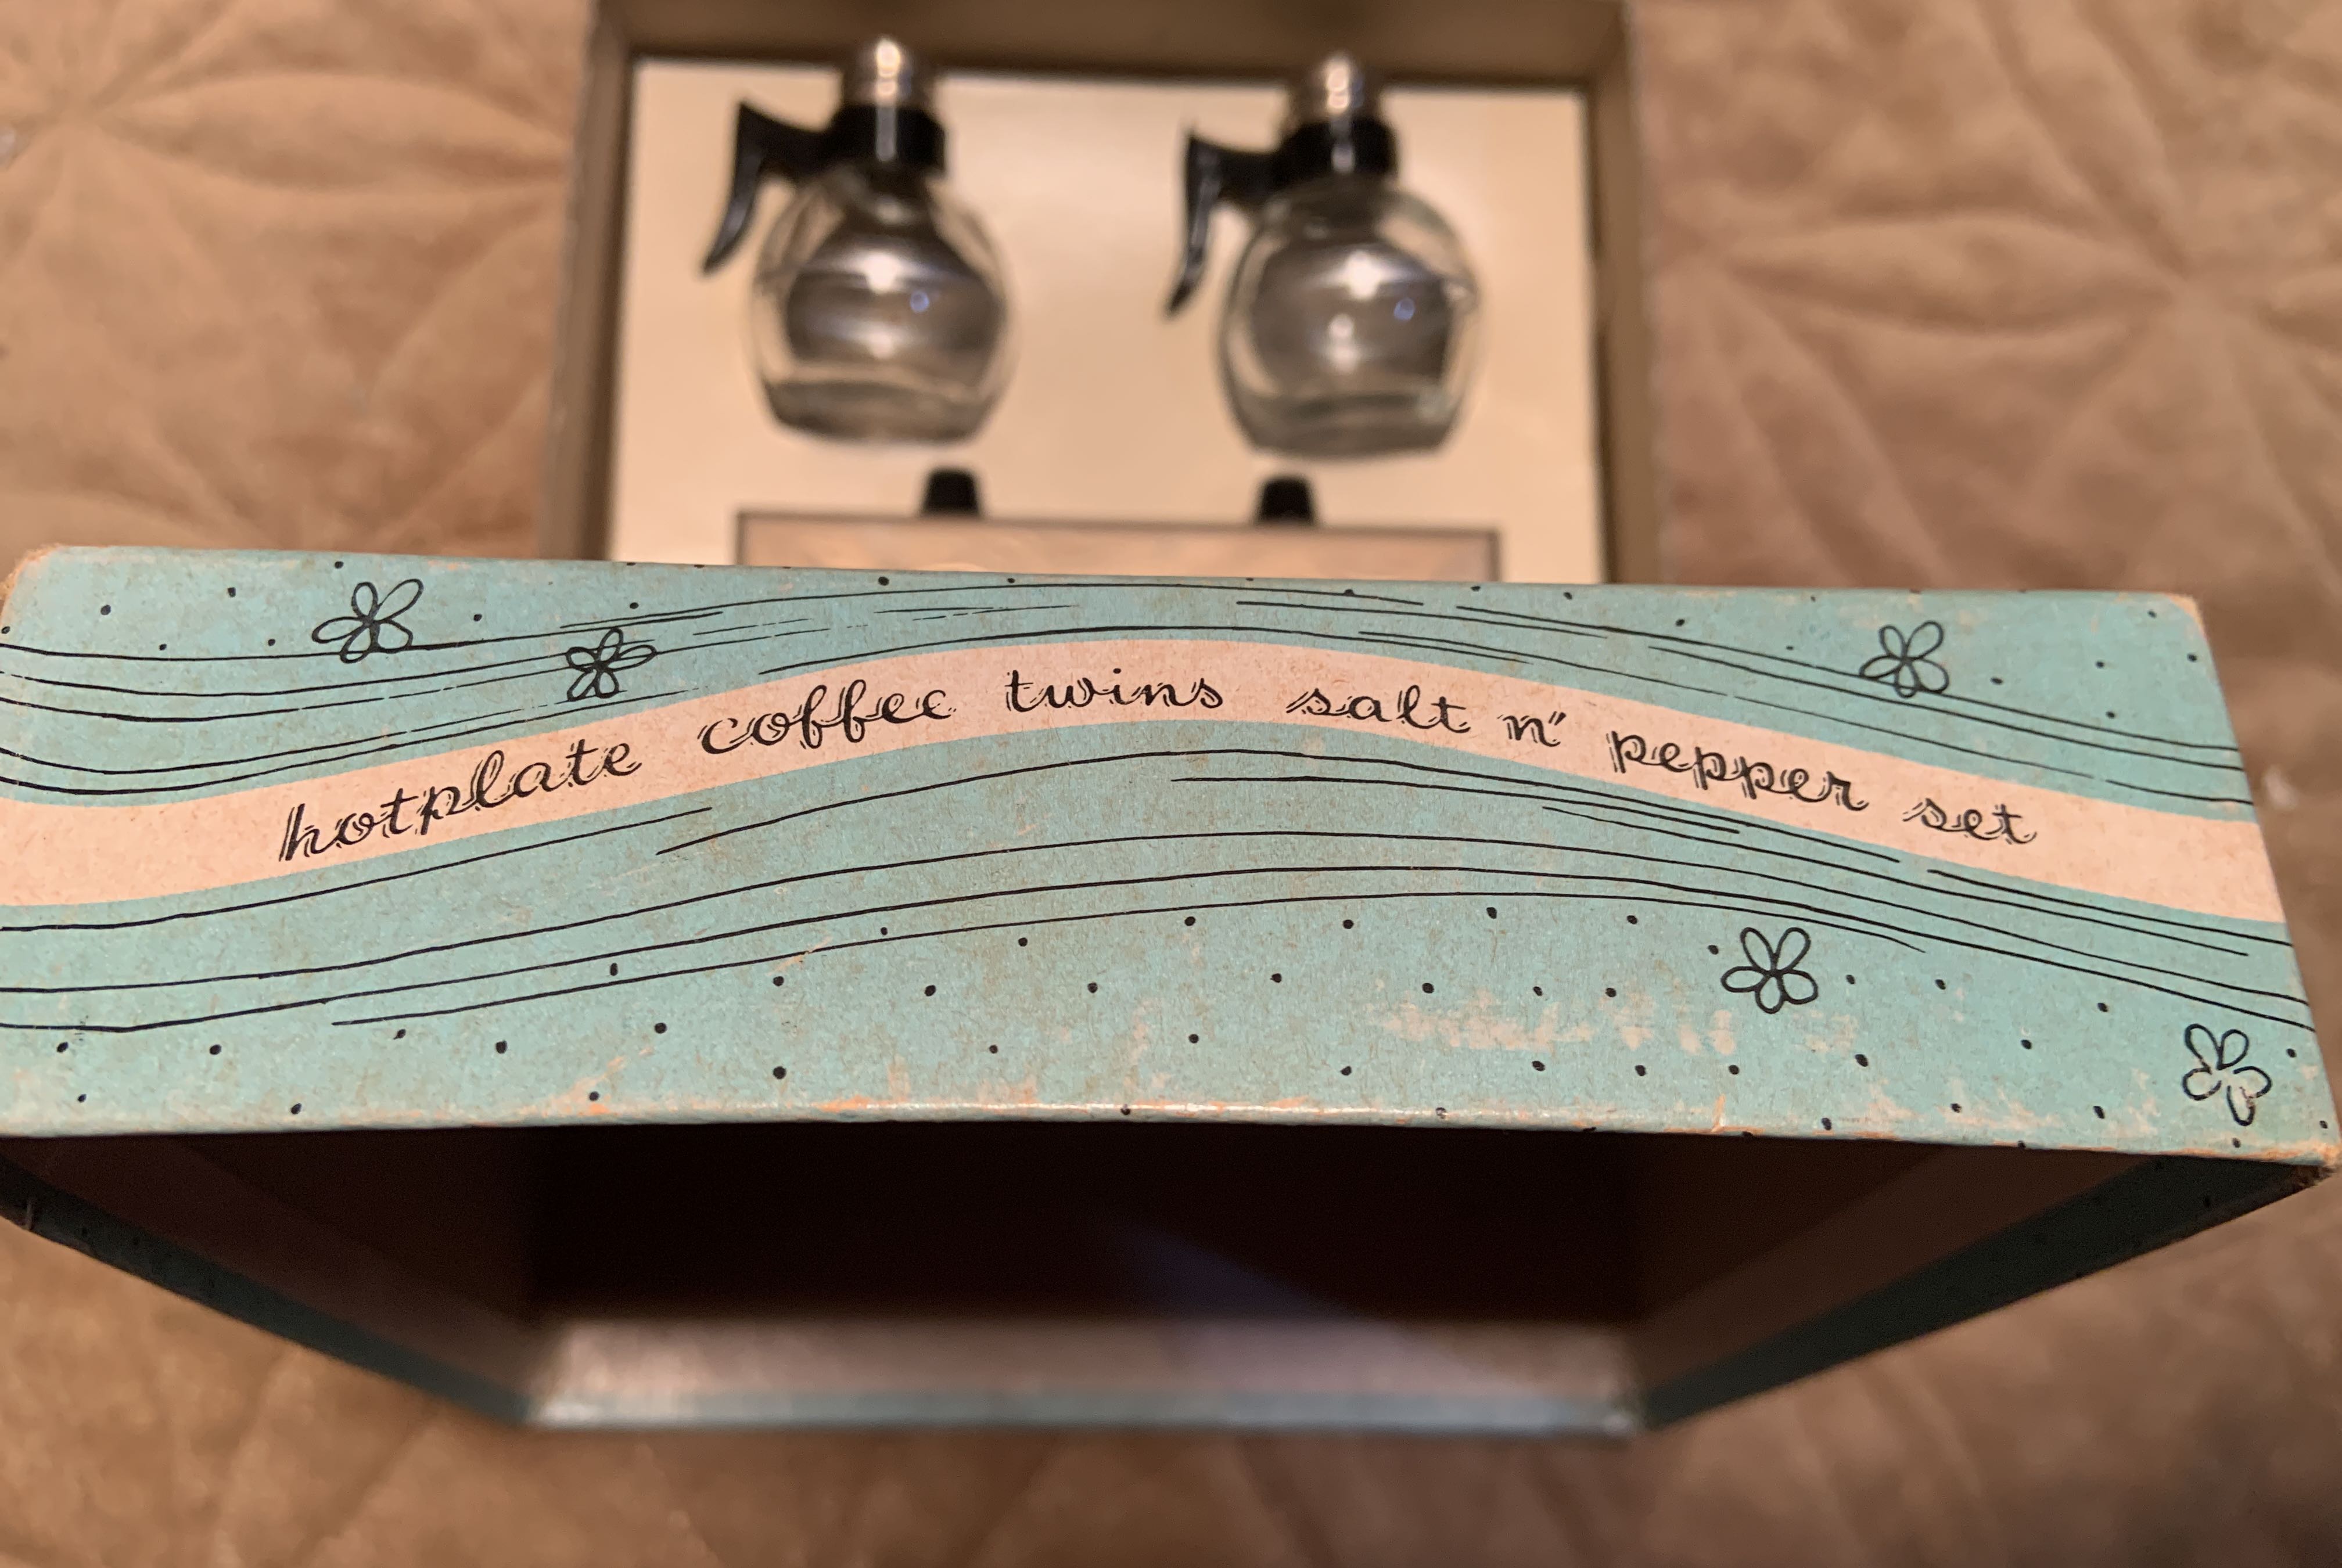 hotplate coffee twins salt n" pepper set